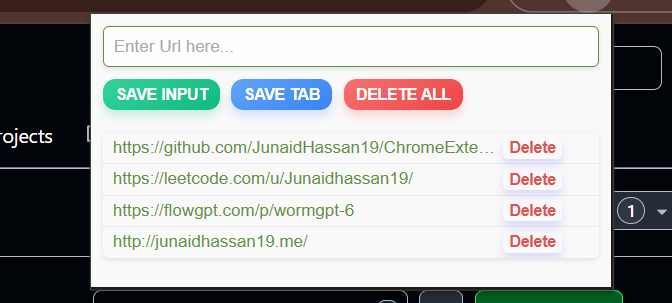 Enter Url here...
SAVE INPUT SAVE TAB DELETE ALL
rojects
https://github.com/JunaidHassan19/ChromeExte... Delete
https://leetcode.com/u/Junaidhassan19/ Delete
https://flowgpt.com/p/wormgpt-6 Delete
1
http://junaidhassan19.me/ Delete